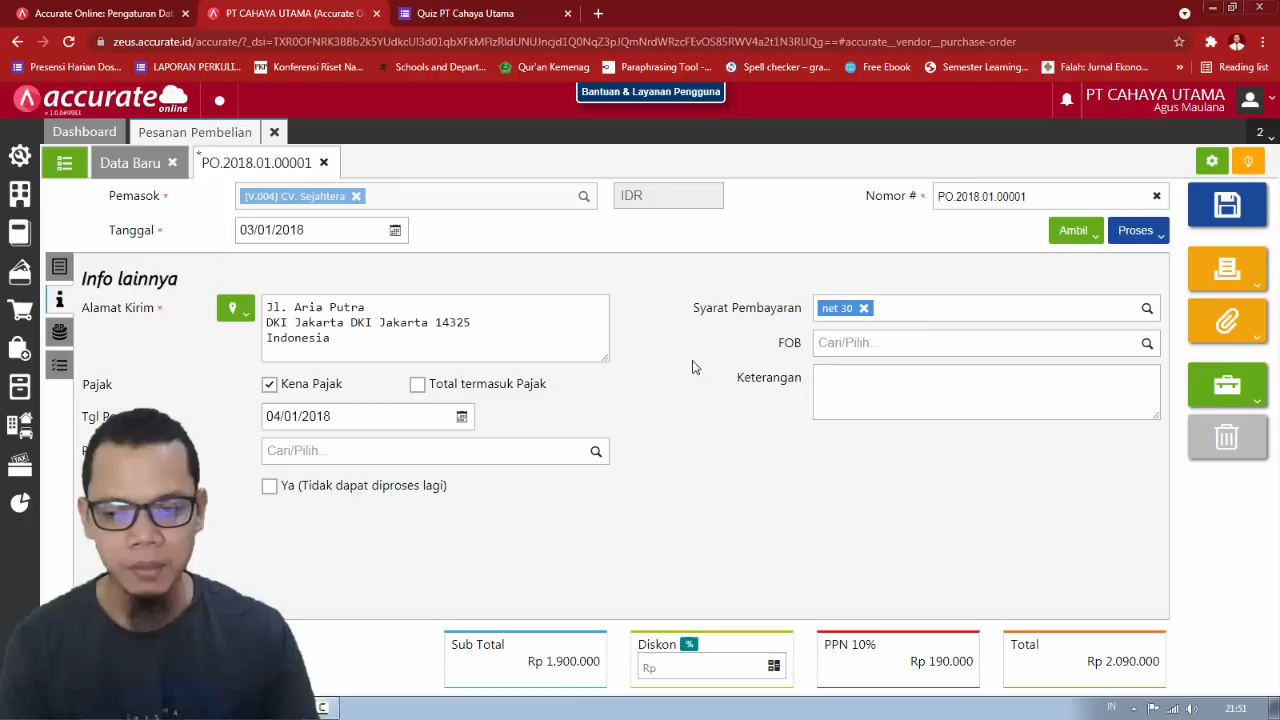 Accurate Online: Pengaturan Dat
PT CAHAYA UTAMA (Accurate O
Quiz PT Cahaya Utama
zeus.accurate.id/accurate/?_dsi=TXR0OFNRK3BBb2k5YUdkcUI3d01qbXFkMFIzRldUNUJncjd1Q0NqZ3pJQmNrdWRzcFEvOS85RWV4a2t1N3RUQg==#accurate__vendor__purchase-order
Presensi Harian Dos...
LAPORAN PERKULI...
Konferensi Riset Na...
Schools and Depart...
Qur'an Kemenag
Paraphrasing Tool -...
Spell checker – gra...
Free Ebook
Semester Learning...
Falah: Jurnal Ekono...
»
Reading list
accurate
online
Bantuan & Layanan Pengguna
PT CAHAYA UTAMA
Agus Maulana
Dashboard
Pesanan Pembelian
2
Data Baru
*PO.2018.01.00001
Pemasok *
[V.004] CV. Sejahtera
IDR
Nomor # *
PO.2018.01.00001
Tanggal *
03/01/2018
Ambil
Proses
Info lainnya
Alamat Kirim
Jl. Aria Putra
DKI Jakarta DKI Jakarta 14325
Indonesia
Syarat Pembayaran
net 30
FOB
Cari/Pilih...
Keterangan
Pajak
Kena Pajak
Total termasuk Pajak
04/01/2018
Cari/Pilih...
Ya (Tidak dapat diproses lagi)
Sub Total
Rp 1.900.000
Diskon
%
Rp
PPN 10%
Rp 190.000
Total
Rp 2.090.000
IN
21:51